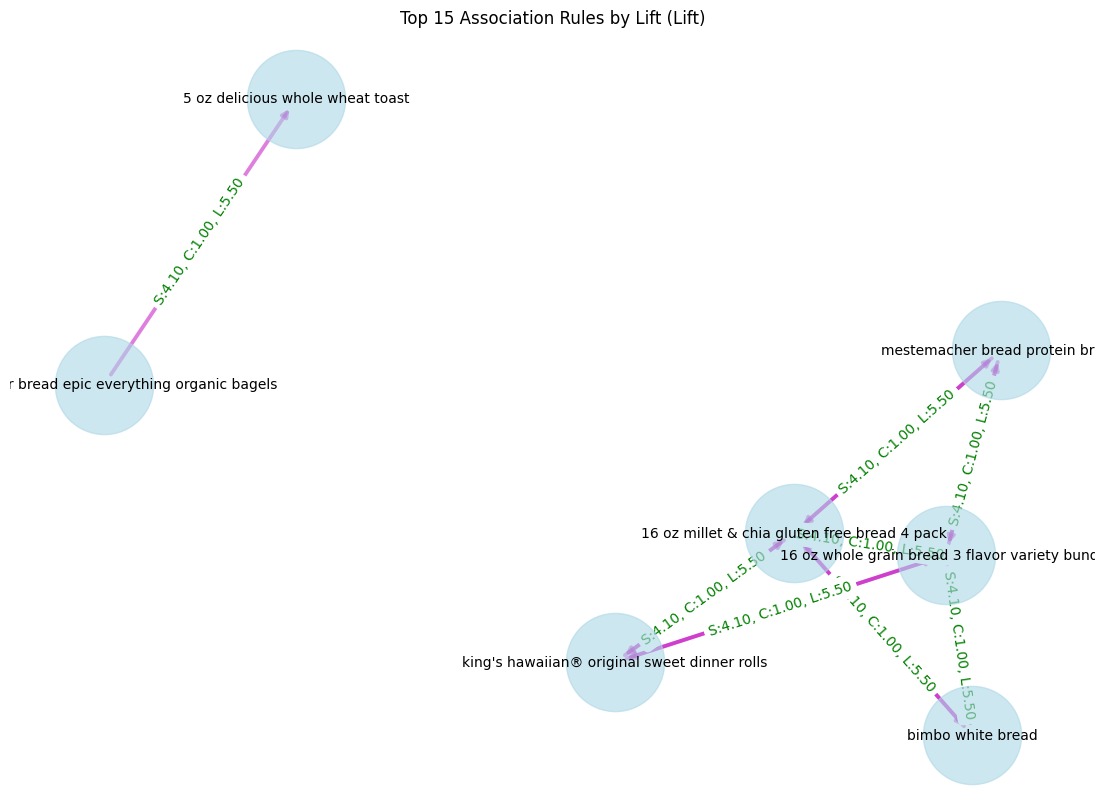 Top 15 Association Rules by Lift (Lift)
5 oz delicious whole wheat toast
S:4.10, C:1.00, L:5.50
r bread epic everything organic bagels
mestemacher bread protein br
S:4.10, C:1.00, L:5.50
S:4.10, C:1.00, L:5.50
16 oz millet & chia gluten free bread 4 pack
S:4.10, C:1.00, L:5.50
16 oz whole grain bread 3 flavor variety bund
S:4.10, C:1.00, L:5.50
S:4.10, C:1.00, L:5.50
.10, C:1.00, L:5.50
S:4.10, C:1.00, L:5.50
king's hawaiian® original sweet dinner rolls
bimbo white bread